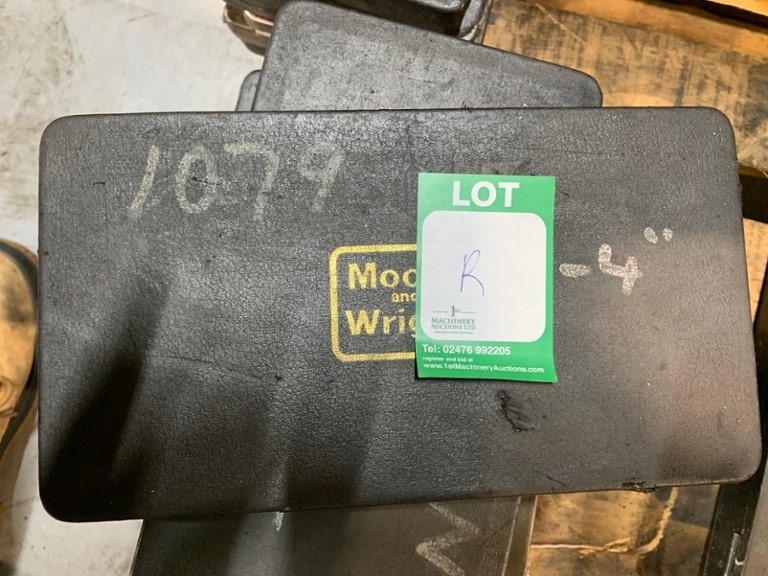 1079
LOT
R
1st
MACHINERY
AUCTIONS LTD
Tel: 02476 992205
register and bid at
www.1stMachineryAuctions.com
Moo
and
Wrig
-4"